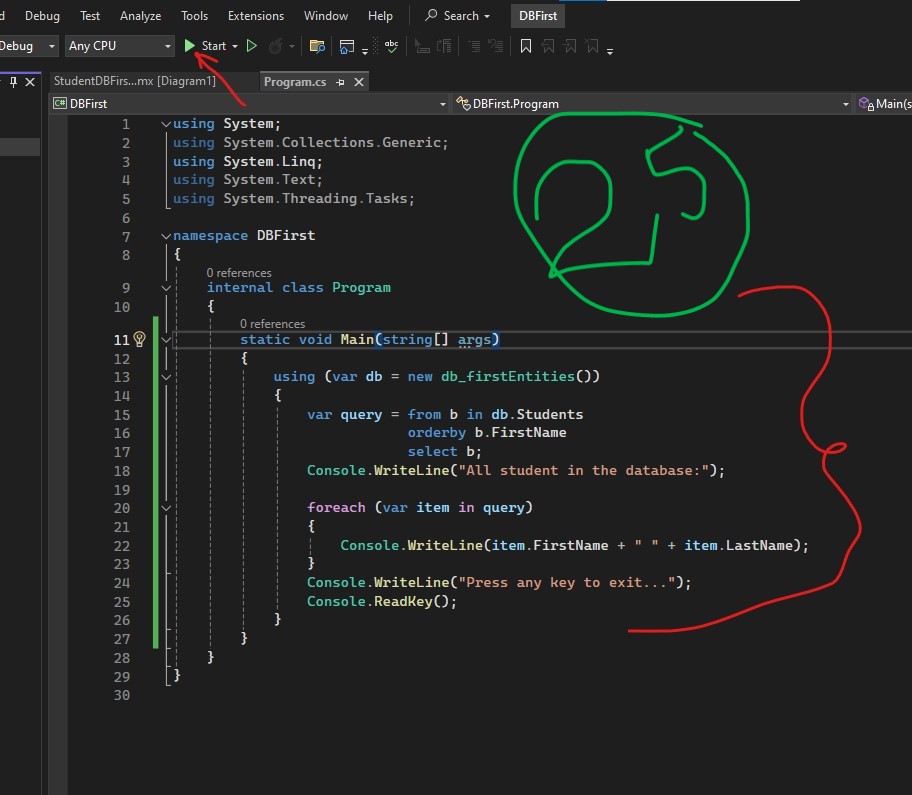 Debug Test Analyze Tools Extensions Window Help Search DBFirst
Debug Any CPU Start abc
StudentDBFirs...mx [Diagram1] Program.cs
C# DBFirst DBFirst.Program Main(s
25
1 using System;
2 using System.Collections.Generic;
3 using System.Linq;
4 using System.Text;
5 using System.Threading.Tasks;
6
7 namespace DBFirst
8 {
0 references
9 internal class Program
10 {
0 references
11 static void Main(string[] args)
12 {
13 using (var db = new db_firstEntities())
14 {
15 var query = from b in db.Students
16 orderby b.FirstName
17 select b;
18 Console.WriteLine("All student in the database:");
19
20 foreach (var item in query)
21 {
22 Console.WriteLine(item.FirstName + " " + item.LastName);
23 }
24 Console.WriteLine("Press any key to exit...");
25 Console.ReadKey();
26 }
27 }
28 }
29 }
30